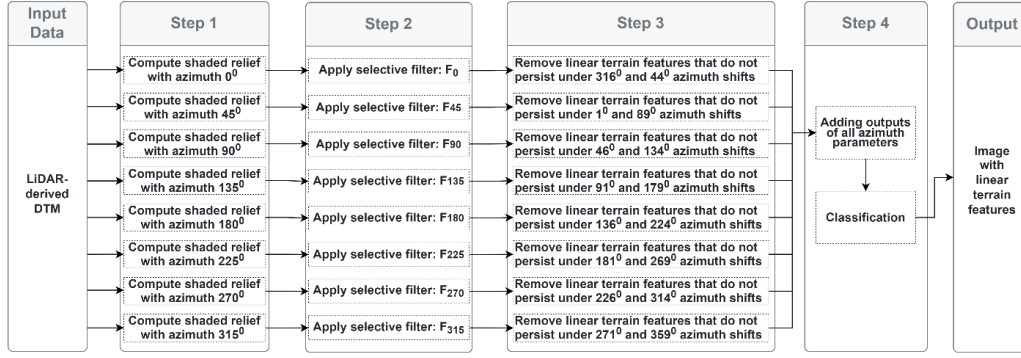 Input
Data
Step 1
Step 2
Step 3
Step 4
Output
LiDAR-
derived
DTM
Compute shaded relief
with azimuth 0⁰
Apply selective filter: F₀
Remove linear terrain features that do not
persist under 316⁰ and 44⁰ azimuth shifts
Compute shaded relief
with azimuth 45⁰
Apply selective filter: F₄₅
Remove linear terrain features that do not
persist under 1⁰ and 89⁰ azimuth shifts
Compute shaded relief
with azimuth 90⁰
Apply selective filter: F₉₀
Remove linear terrain features that do not
persist under 46⁰ and 134⁰ azimuth shifts
Compute shaded relief
with azimuth 135⁰
Apply selective filter: F₁₃₅
Remove linear terrain features that do not
persist under 91⁰ and 179⁰ azimuth shifts
Compute shaded relief
with azimuth 180⁰
Apply selective filter: F₁₈₀
Remove linear terrain features that do not
persist under 136⁰ and 224⁰ azimuth shifts
Compute shaded relief
with azimuth 225⁰
Apply selective filter: F₂₂₅
Remove linear terrain features that do not
persist under 181⁰ and 269⁰ azimuth shifts
Compute shaded relief
with azimuth 270⁰
Apply selective filter: F₂₇₀
Remove linear terrain features that do not
persist under 226⁰ and 314⁰ azimuth shifts
Compute shaded relief
with azimuth 315⁰
Apply selective filter: F₃₁₅
Remove linear terrain features that do not
persist under 271⁰ and 359⁰ azimuth shifts
Adding outputs
of all azimuth
parameters
Classification
Image
with
linear
terrain
features